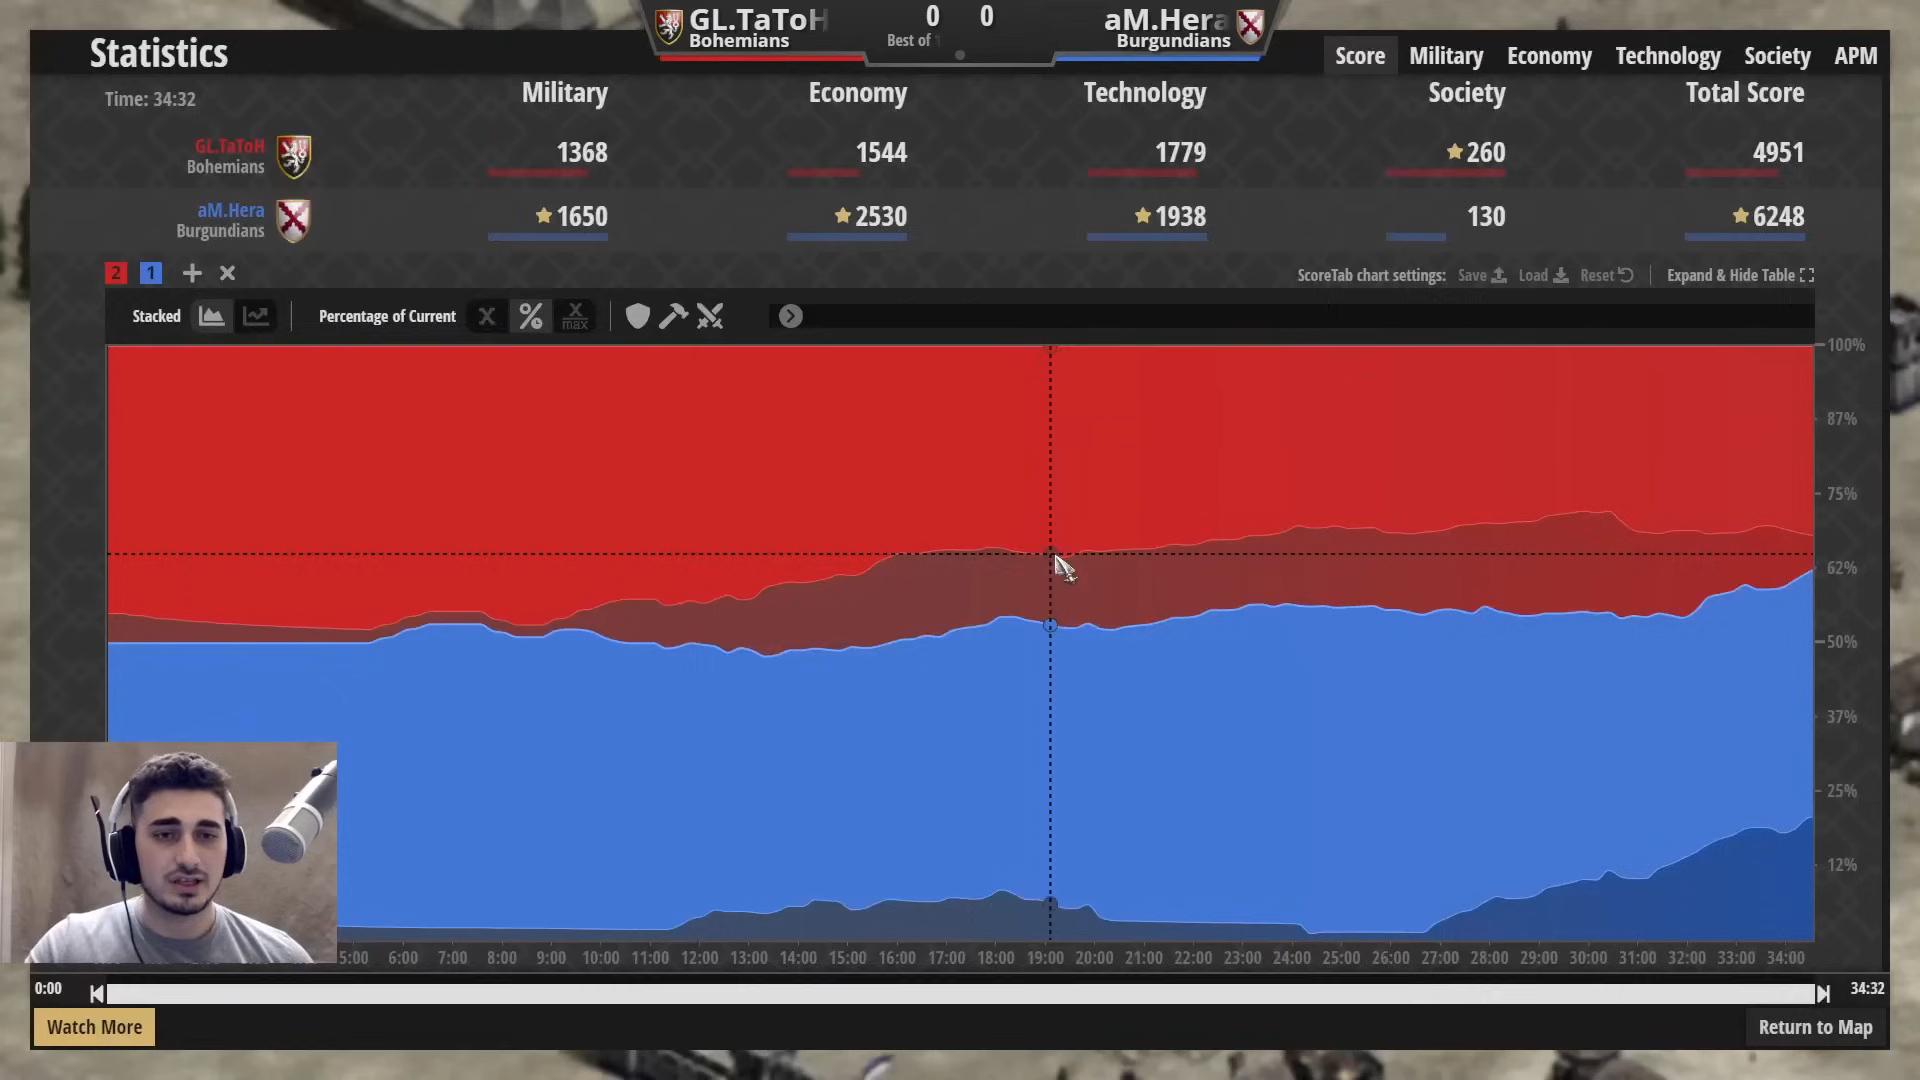 GL.TaToH
Bohemians
0 0
Best of
aM.Hera
Burgundians
Statistics
Score Military Economy Technology Society APM
Time: 34:32
Military Economy Technology Society Total Score
GL.TaToH
Bohemians
1368 1544 1779 260 4951
aM.Hera
Burgundians
1650 2530 1938 130 6248
2 1
ScoreTab chart settings: Save Load Reset Expand & Hide Table
Stacked Percentage of Current X % X max
100%
87%
75%
62%
50%
37%
25%
12%
5:00 6:00 7:00 8:00 9:00 10:00 11:00 12:00 13:00 14:00 15:00 16:00 17:00 18:00 19:00 20:00 21:00 22:00 23:00 24:00 25:00 26:00 27:00 28:00 29:00 30:00 31:00 32:00 33:00 34:00
0:00 34:32
Watch More Return to Map